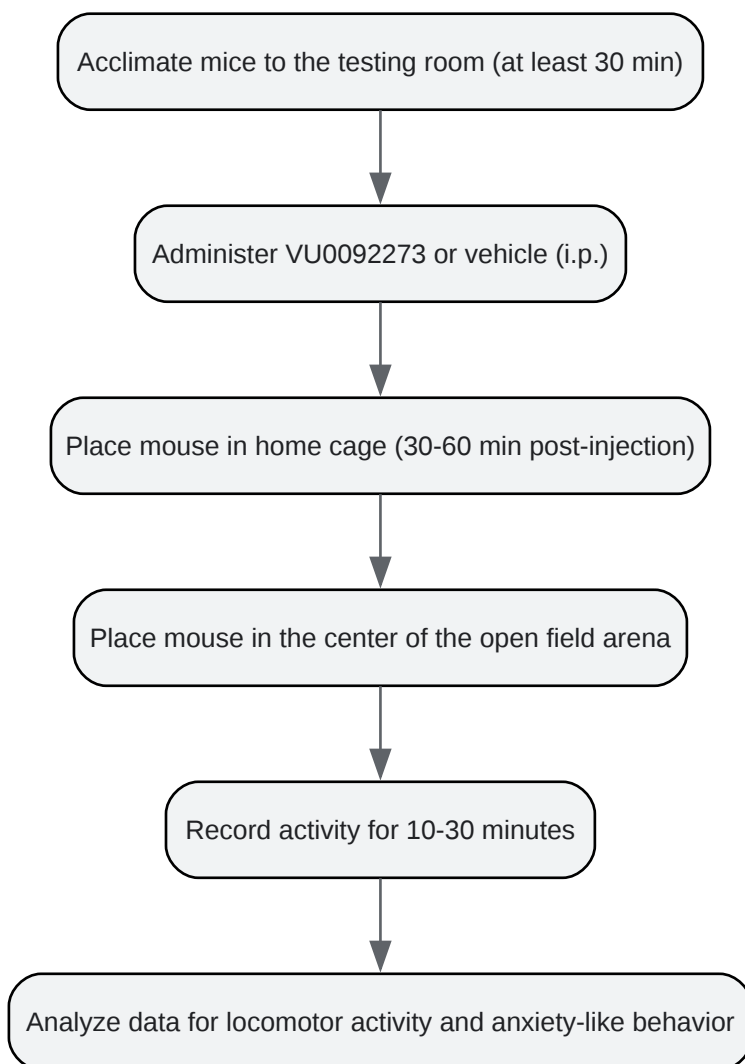 Acclimate mice to the testing room (at least 30 min)
Administer VU0092273 or vehicle (i.p.)
Place mouse in home cage (30-60 min post-injection)
Place mouse in the center of the open field arena
Record activity for 10-30 minutes
Analyze data for locomotor activity and anxiety-like behavior